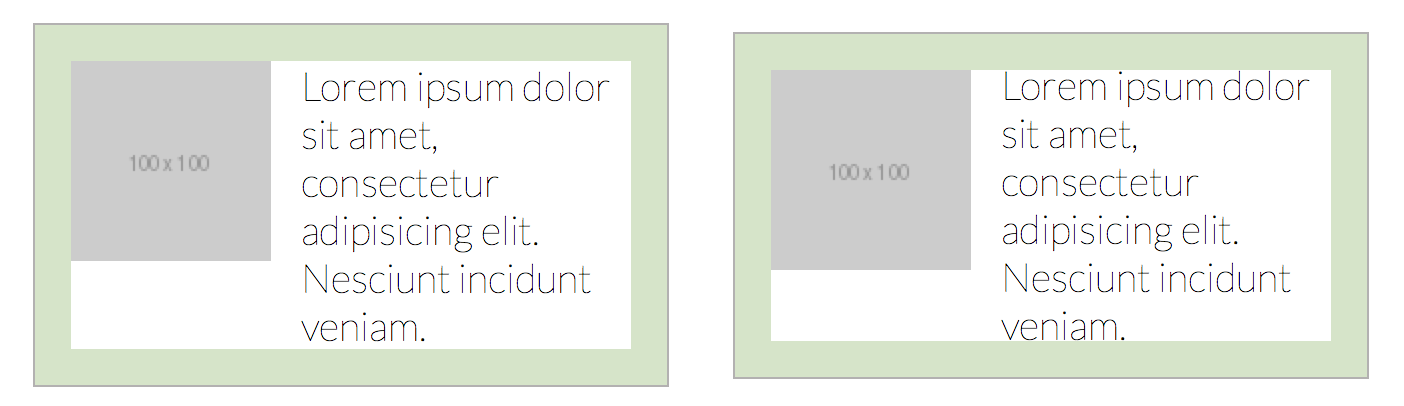 100 x 100
Lorem ipsum dolor
sit amet,
consectetur
adipisicing elit.
Nesciunt incidunt
veniam.
100 x 100
Lorem ipsum dolor
sit amet,
consectetur
adipisicing elit.
Nesciunt incidunt
veniam.